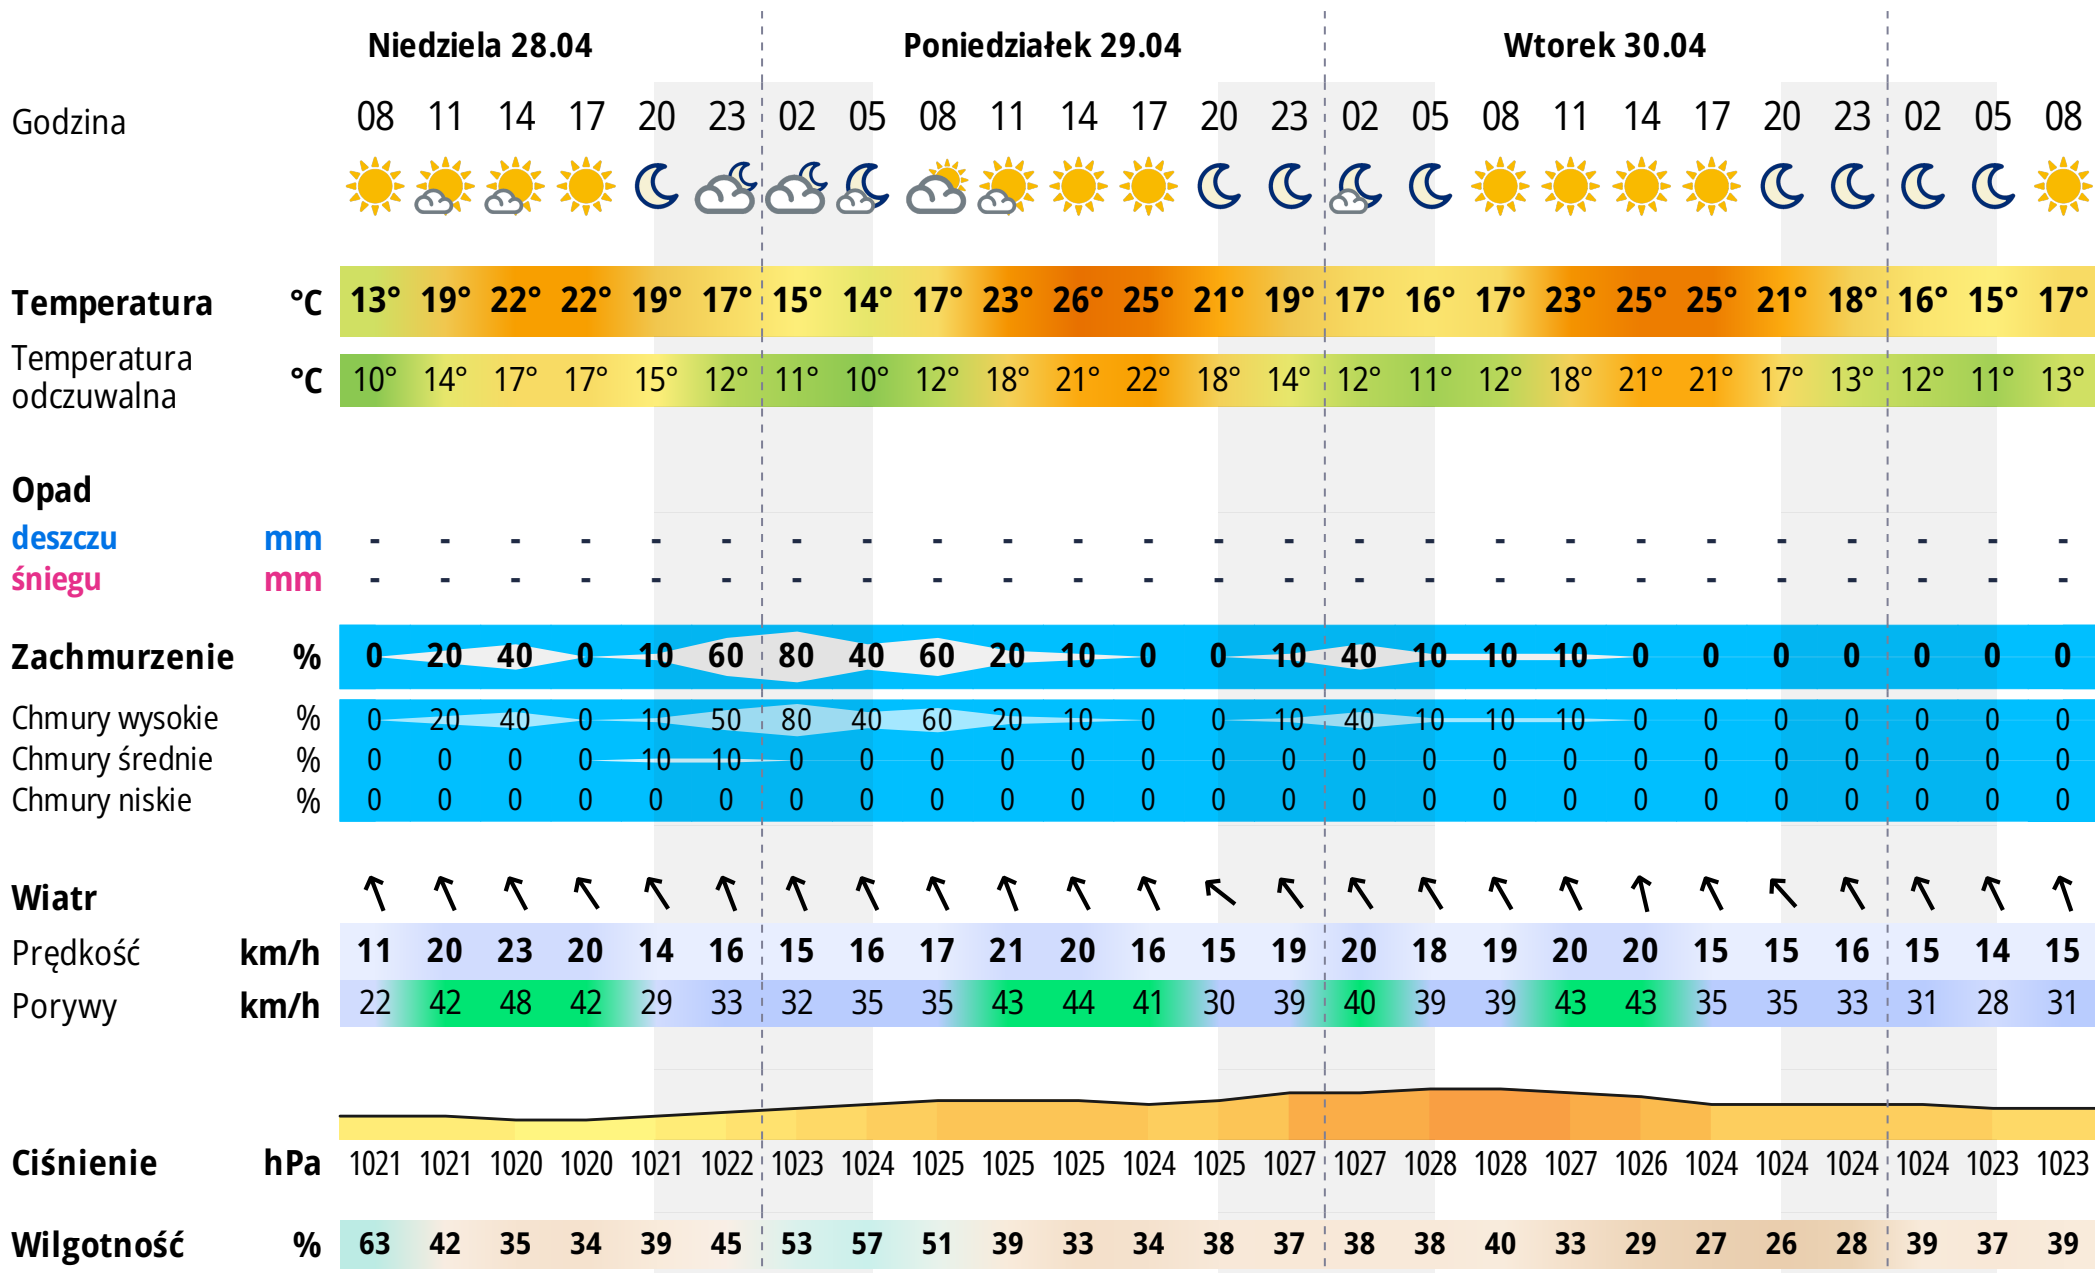 Niedziela 28.04 Poniedziałek 29.04 Wtorek 30.04
Godzina 08 11 14 17 20 23 02 05 08 11 14 17 20 23 02 05 08 11 14 17 20 23 02 05 08
Temperatura °C 13° 19° 22° 22° 19° 17° 15° 14° 17° 23° 26° 25° 21° 19° 17° 16° 17° 23° 25° 25° 21° 18° 16° 15° 17°
Temperatura
odczuwalna °C 10° 14° 17° 17° 15° 12° 11° 10° 12° 18° 21° 22° 18° 14° 12° 11° 12° 18° 21° 21° 17° 13° 12° 11° 13°
Opad
deszczu mm - - - - - - - - - - - - - - - - - - - - - - - - -
śniegu mm - - - - - - - - - - - - - - - - - - - - - - - - -
Zachmurzenie % 0 20 40 0 10 60 80 40 60 20 10 0 0 10 40 10 10 10 0 0 0 0 0 0 0
Chmury wysokie % 0 20 40 0 10 50 80 40 60 20 10 0 0 10 40 10 10 10 0 0 0 0 0 0 0
Chmury średnie % 0 0 0 0 10 10 0 0 0 0 0 0 0 0 0 0 0 0 0 0 0 0 0 0 0
Chmury niskie % 0 0 0 0 0 0 0 0 0 0 0 0 0 0 0 0 0 0 0 0 0 0 0 0 0
Wiatr
Prędkość km/h 11 20 23 20 14 16 15 16 17 21 20 16 15 19 20 18 19 20 20 15 15 16 15 14 15
Porywy km/h 22 42 48 42 29 33 32 35 35 43 44 41 30 39 40 39 39 43 43 35 35 33 31 28 31
Ciśnienie hPa 1021 1021 1020 1020 1021 1022 1023 1024 1025 1025 1025 1024 1025 1027 1027 1028 1028 1027 1026 1024 1024 1024 1024 1023 1023
Wilgotność % 63 42 35 34 39 45 53 57 51 39 33 34 38 37 38 38 40 33 29 27 26 28 39 37 39